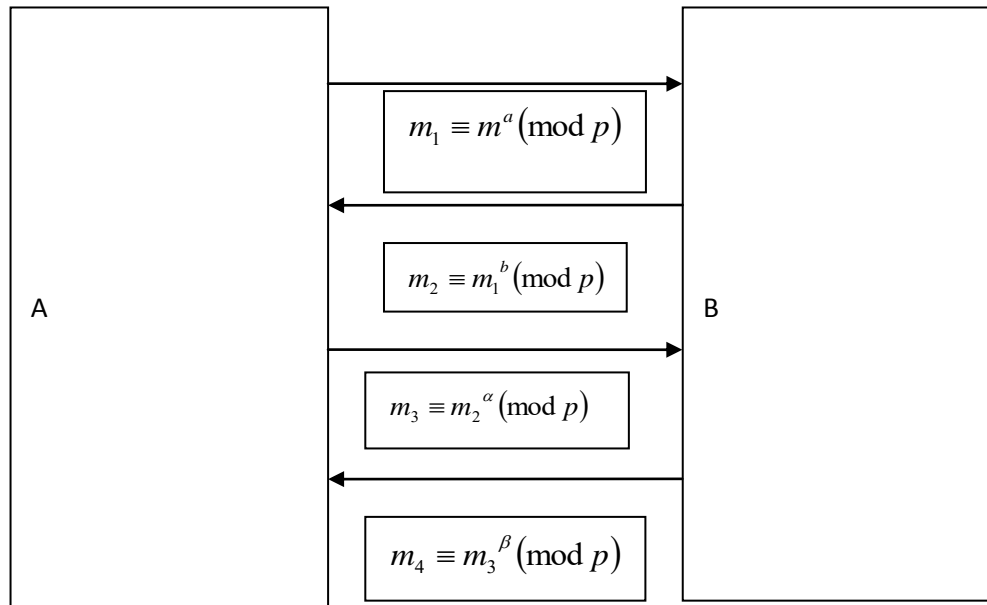 m₁ ≡ mᵃ (mod p)
m₂ ≡ m₁ᵇ (mod p)
A
B
m₃ ≡ m₂^α (mod p)
m₄ ≡ m₃^β (mod p)